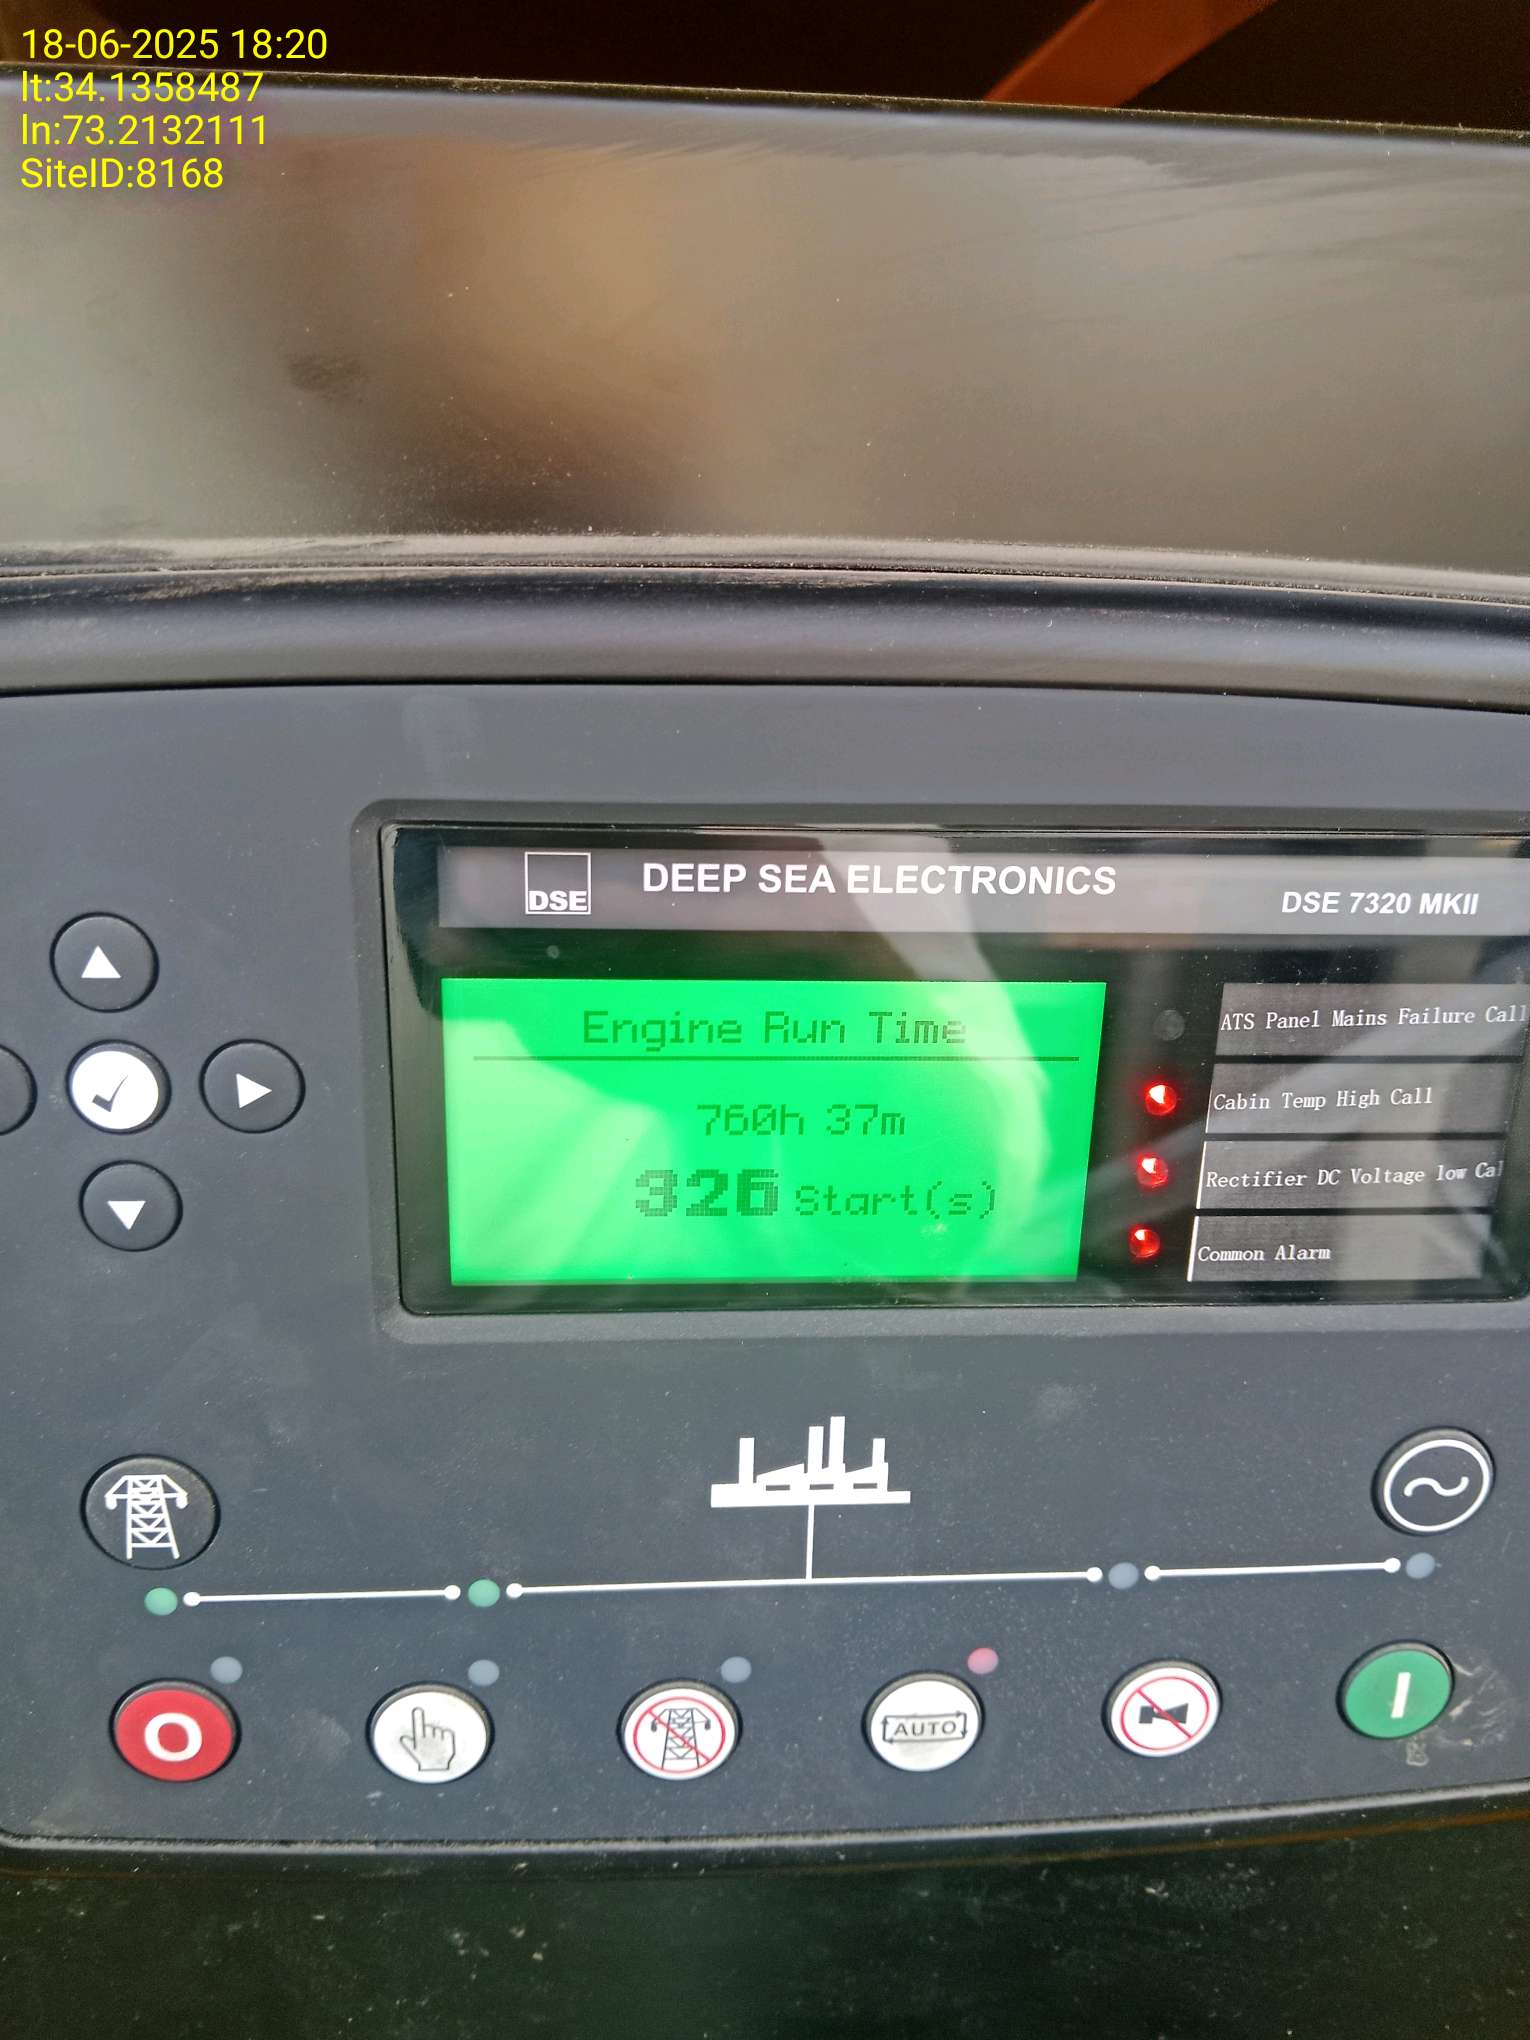 18-06-2025 18:20
lt:34.1358487
ln:73.2132111
SiteID:8168
DSE
DEEP SEA ELECTRONICS
DSE 7320 MKII
Engine Run Time
760h 37m
326 Start(s)
ATS Panel Mains Failure Call
Cabin Temp High Call
Rectifier DC Voltage low Cal
Common Alarm
AUTO